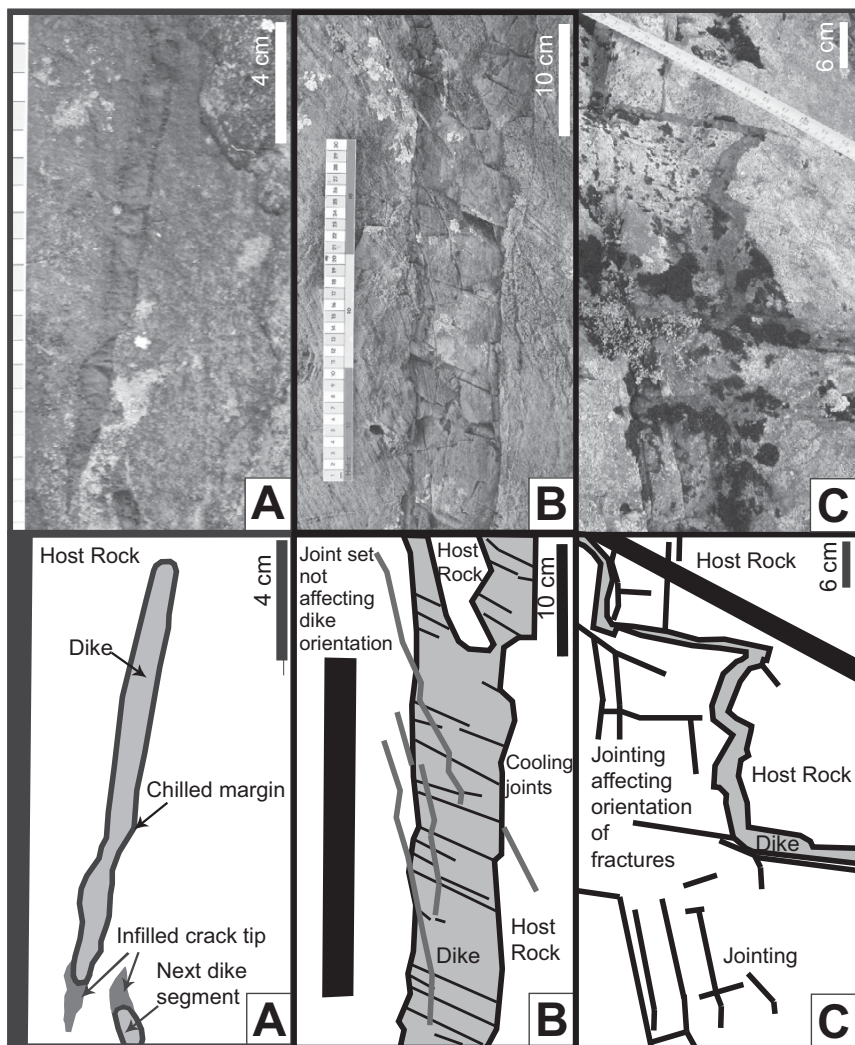 4 cm
A
10 cm
B
6 cm
C
Host Rock
4 cm
Dike
Chilled margin
Infilled crack tip
Next dike
segment
A
Joint set
not
affecting
dike
orientation
Host
Rock
10 cm
Cooling
joints
Host
Rock
Dike
B
Host Rock
6 cm
Jointing
affecting
orientation
of
fractures
Host Rock
Dike
Jointing
C